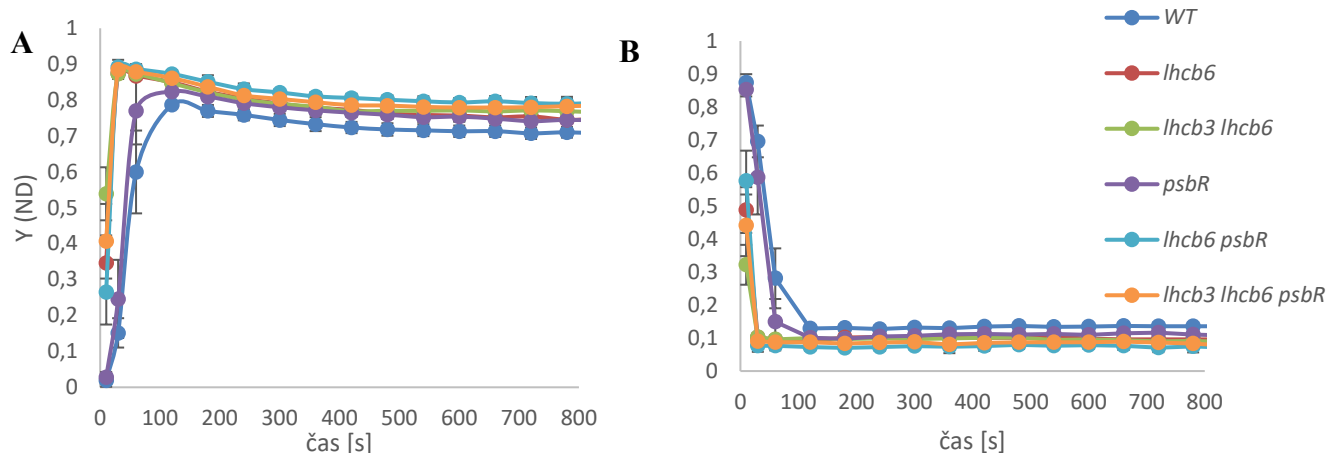 A
Y (ND)
1
0,9
0,8
0,7
0,6
0,5
0,4
0,3
0,2
0,1
0
0 100 200 300 400 500 600 700 800
čas [s]
B
1
0,9
0,8
0,7
0,6
0,5
0,4
0,3
0,2
0,1
0
0 100 200 300 400 500 600 700 800
čas [s]
WT
lhcb6
lhcb3 lhcb6
psbR
lhcb6 psbR
lhcb3 lhcb6 psbR